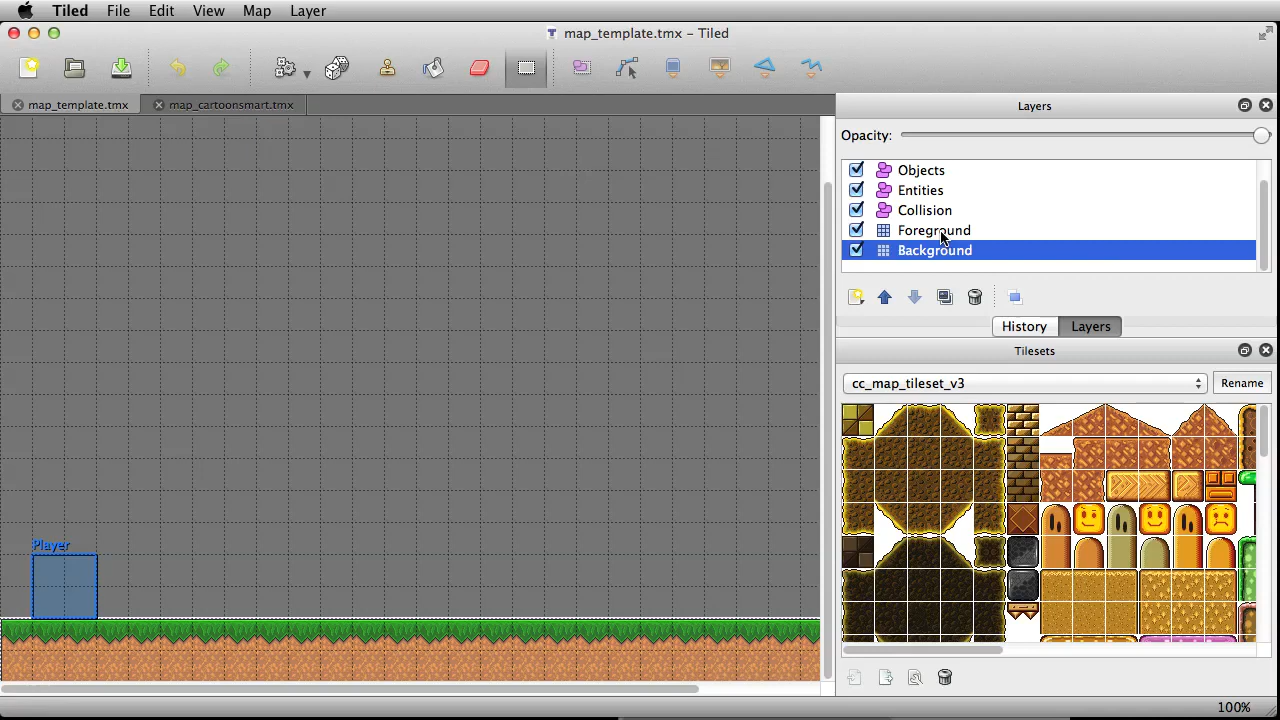 Tiled File Edit View Map Layer
map_template.tmx – Tiled
map_template.tmx map_cartoonsmart.tmx
Layers
Opacity:
Objects
Entities
Collision
Foreground
Background
History Layers
Tilesets
cc_map_tileset_v3 Rename
Player
100%